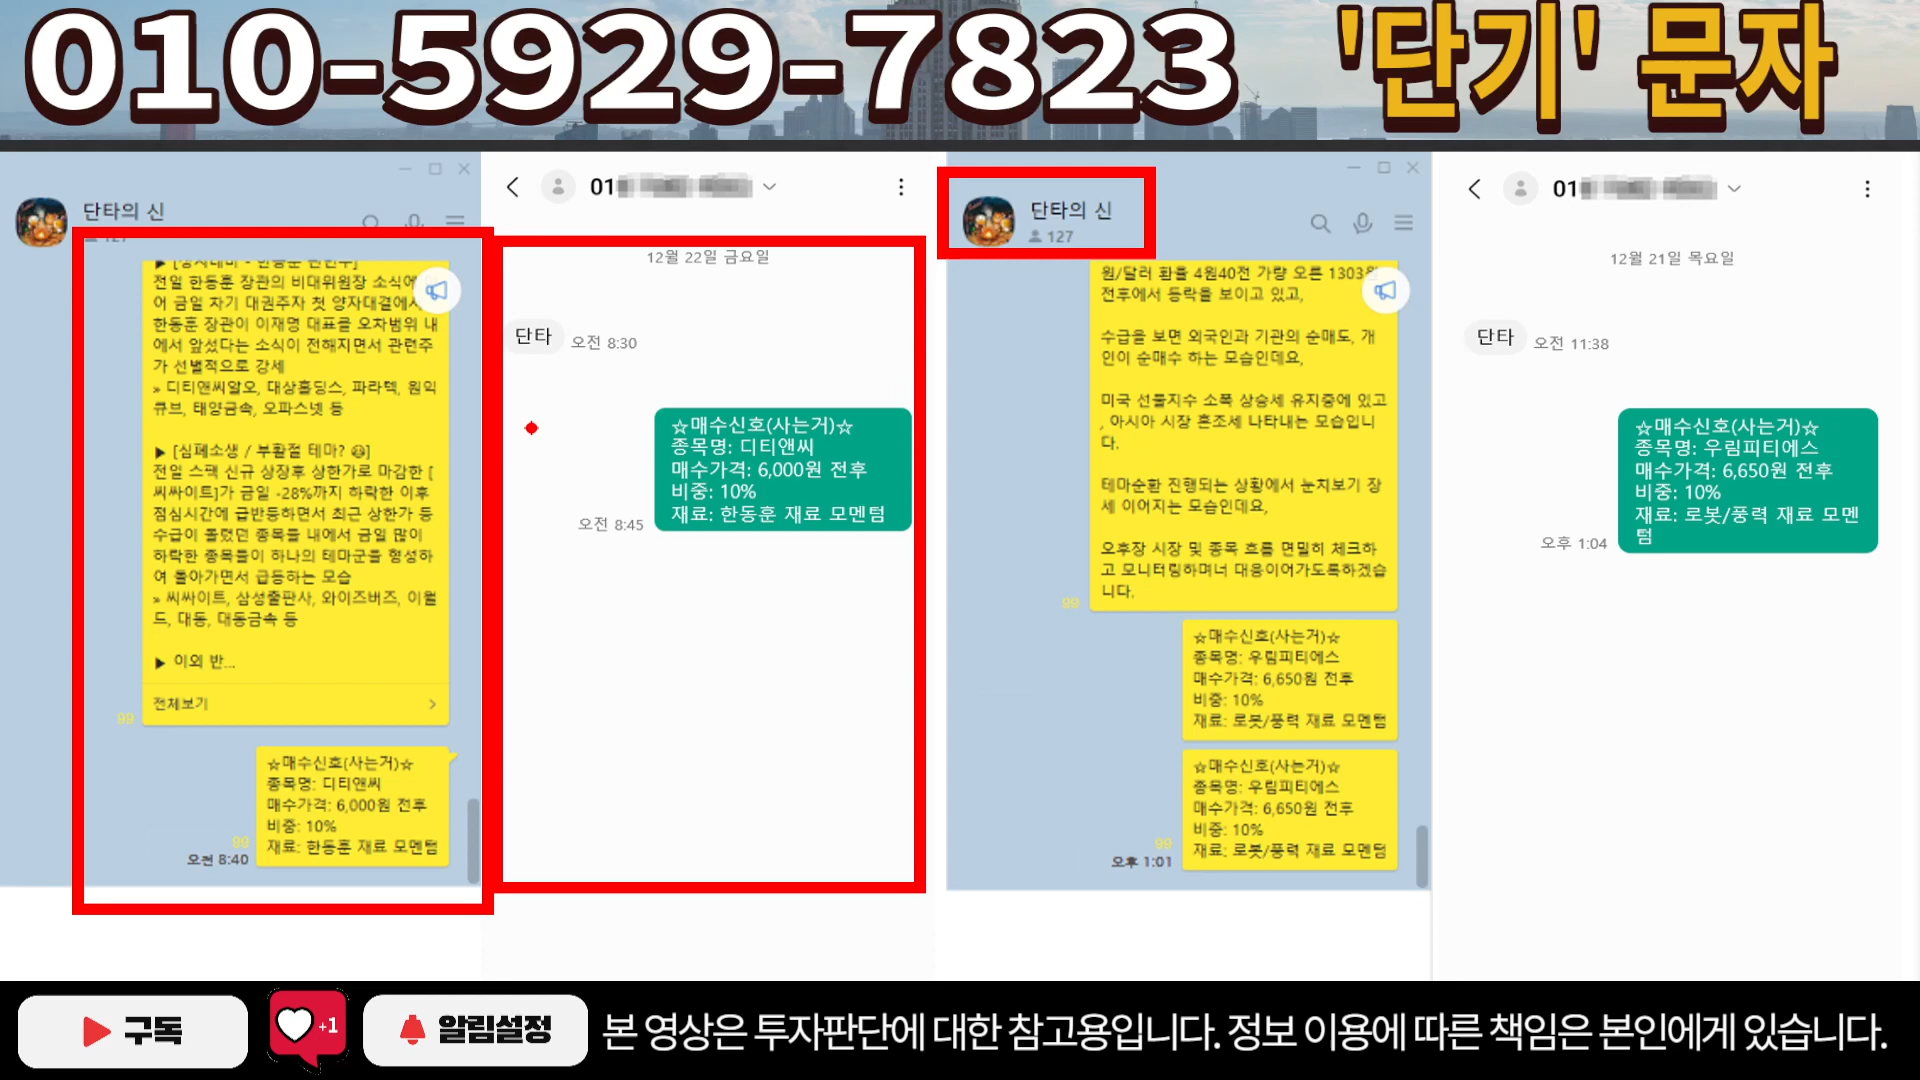 010-5929-7823 '단기' 문자
단타의 신
전일 한동훈 장관의 비대위원장 소식에
어 금일 차기 대권주자 첫 양자대결에서
한동훈 장관이 이재명 대표를 오차범위 내
에서 앞섰다는 소식이 전해지면서 관련주
가 선별적으로 강세
» 디티앤씨알오, 대상홀딩스, 파라텍, 원익
큐브, 태양금속, 오파스넷 등
▶ [심폐소생 / 부활절 테마? 😆]
전일 스팩 신규 상장후 상한가로 마감한 [
씨싸이트]가 금일 -28%까지 하락한 이후
점심시간에 급반등하면서 최근 상한가 등
수급이 몰렸던 종목들 내에서 금일 많이
하락한 종목들이 하나의 테마군을 형성하
여 돌아가면서 급등하는 모습
» 씨싸이트, 삼성출판사, 와이즈버즈, 이월
드, 대동, 대동금속 등
▶ 이외 반...
전체보기
99
☆매수신호(사는거)☆
종목명: 디티앤씨
매수가격: 6,000원 전후
비중: 10%
재료: 한동훈 재료 모멘텀
99
오전 8:40
01
12월 22일 금요일
단타
오전 8:30
☆매수신호(사는거)☆
종목명: 디티앤씨
매수가격: 6,000원 전후
비중: 10%
재료: 한동훈 재료 모멘텀
오전 8:45
단타의 신
127
원/달러 환율 4원40전 가량 오른 1303원
전후에서 등락을 보이고 있고,
수급을 보면 외국인과 기관의 순매도, 개
인이 순매수 하는 모습인데요,
미국 선물지수 소폭 상승세 유지중에 있고
, 아시아 시장 혼조세 나타내는 모습입니
다.
테마순환 진행되는 상황에서 눈치보기 장
세 이어지는 모습인데요,
오후장 시장 및 종목 흐름 면밀히 체크하
고 모니터링하며너 대응이어가도록하겠습
니다.
99
☆매수신호(사는거)☆
종목명: 우림피티에스
매수가격: 6,650원 전후
비중: 10%
재료: 로봇/풍력 재료 모멘텀
☆매수신호(사는거)☆
종목명: 우림피티에스
매수가격: 6,650원 전후
비중: 10%
재료: 로봇/풍력 재료 모멘텀
99
오후 1:01
01
12월 21일 목요일
단타
오전 11:38
☆매수신호(사는거)☆
종목명: 우림피티에스
매수가격: 6,650원 전후
비중: 10%
재료: 로봇/풍력 재료 모멘
텀
오후 1:04
구독
+1
알림설정
본 영상은 투자판단에 대한 참고용입니다. 정보 이용에 따른 책임은 본인에게 있습니다.